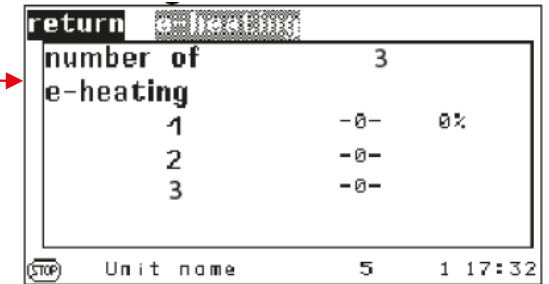 return e-heating
number of 3
e-heating
1 -0- 0%
2 -0-
3 -0-
STOP Unit name 5 1 17:32